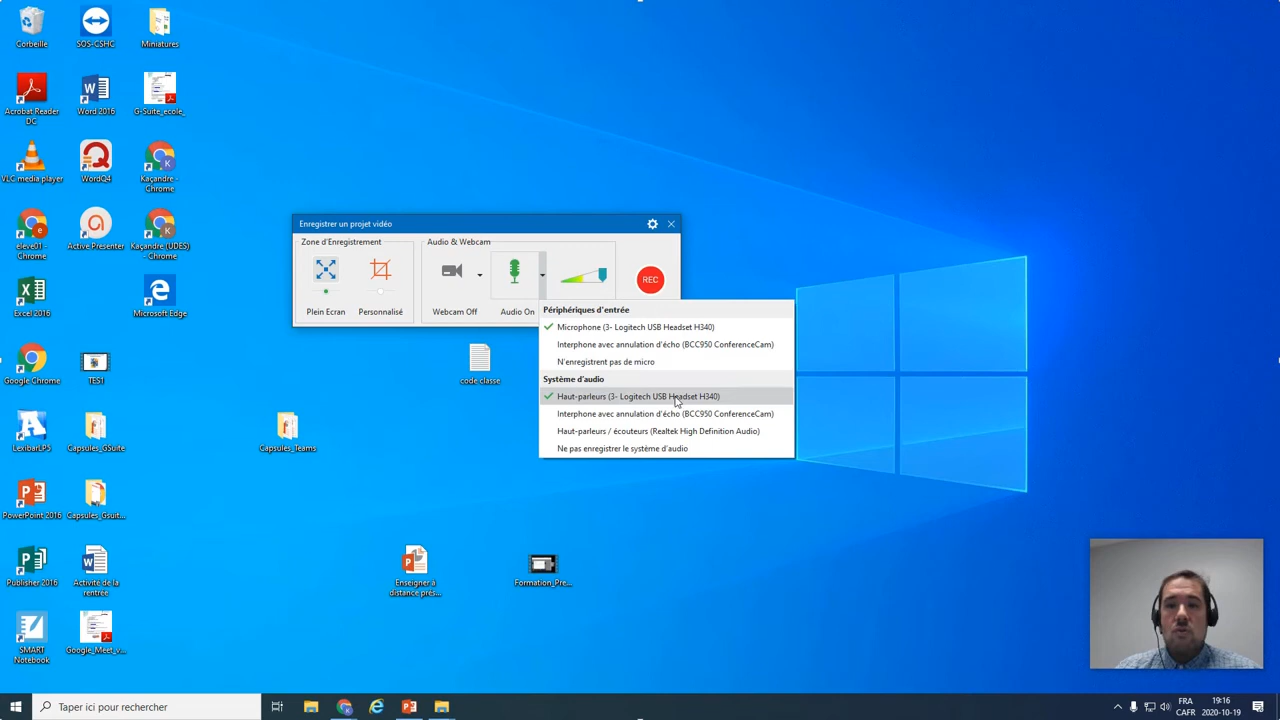 Corbeille
SOS-CSHC
Miniatures
Acrobat Reader
DC
Word 2016
G-Suite_ecole_
VLC media player
WordQ4
Kaçandre -
Chrome
eleve01 -
Chrome
Active Presenter
Kaçandre (UDES)
- Chrome
Excel 2016
Microsoft Edge
Google Chrome
TES1
code classe
LexibarLP5
Capsules_GSuite
Capsules_Teams
PowerPoint 2016
Capsules_Gsuit...
Publisher 2016
Activité de la
rentrée
Enseigner à
distance prés...
Formation_Pre...
SMART
Notebook
Google_Meet_v...
Enregistrer un projet vidéo
Zone d'Enregistrement
Audio & Webcam
REC
Plein Ecran
Personnalisé
Webcam Off
Audio On
Périphériques d'entrée
Microphone (3- Logitech USB Headset H340)
Interphone avec annulation d'écho (BCC950 ConferenceCam)
N'enregistrent pas de micro
Système d'audio
Haut-parleurs (3- Logitech USB Headset H340)
Interphone avec annulation d'écho (BCC950 ConferenceCam)
Haut-parleurs / écouteurs (Realtek High Definition Audio)
Ne pas enregistrer le système d'audio
Taper ici pour rechercher
FRA
CAFR
19:16
2020-10-19